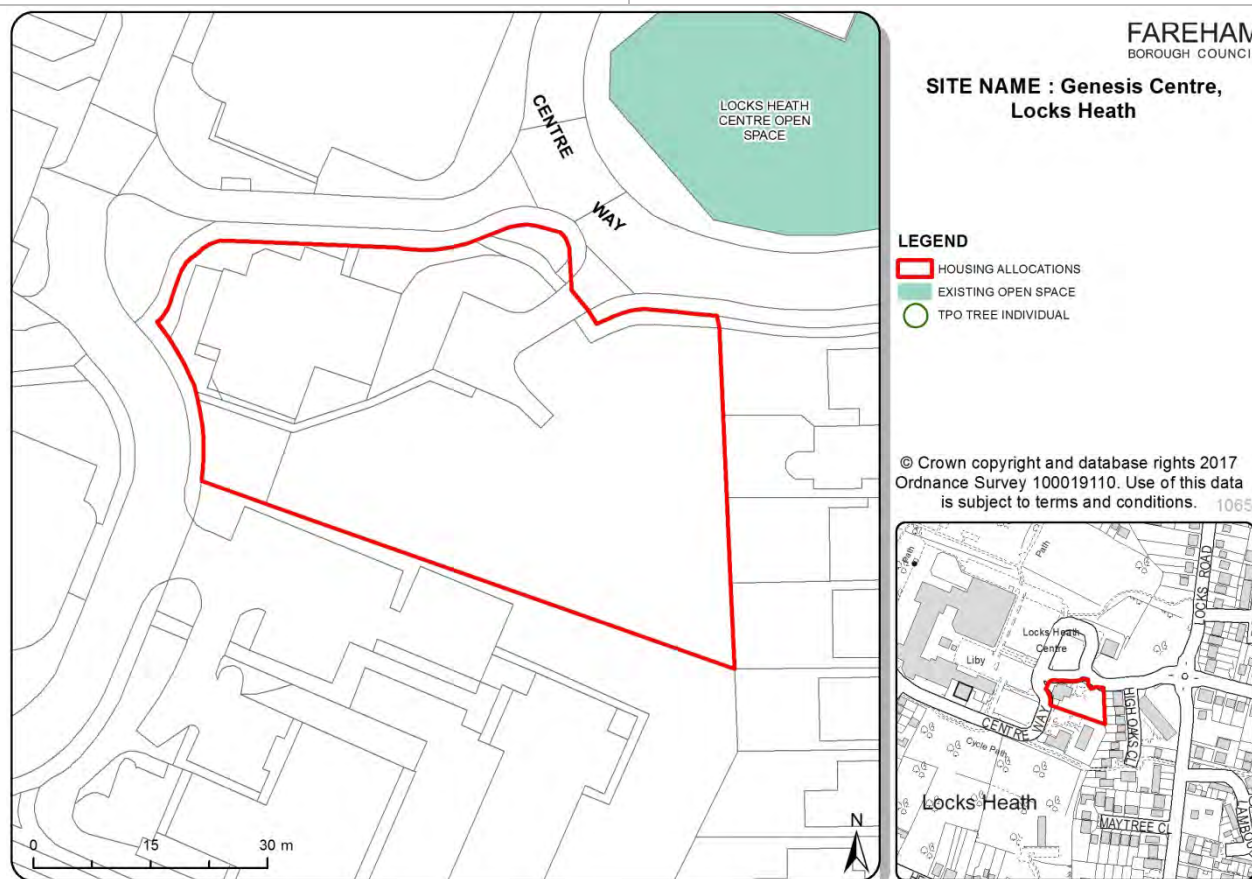 FAREHAM
BOROUGH COUNCI
SITE NAME : Genesis Centre,
Locks Heath
LOCKS HEATH
CENTRE OPEN
SPACE
CENTRE
WAY
LEGEND
HOUSING ALLOCATIONS
EXISTING OPEN SPACE
TPO TREE INDIVIDUAL
© Crown copyright and database rights 2017
Ordnance Survey 100019110. Use of this data
is subject to terms and conditions. 1065
0 15 30 m
N
Path
Path
LOCKS ROAD
Locks Heath
Centre
Liby
CENTRE WAY
HIGH OAKS CL
Cycle Path
Locks Heath
MAYTREE CL